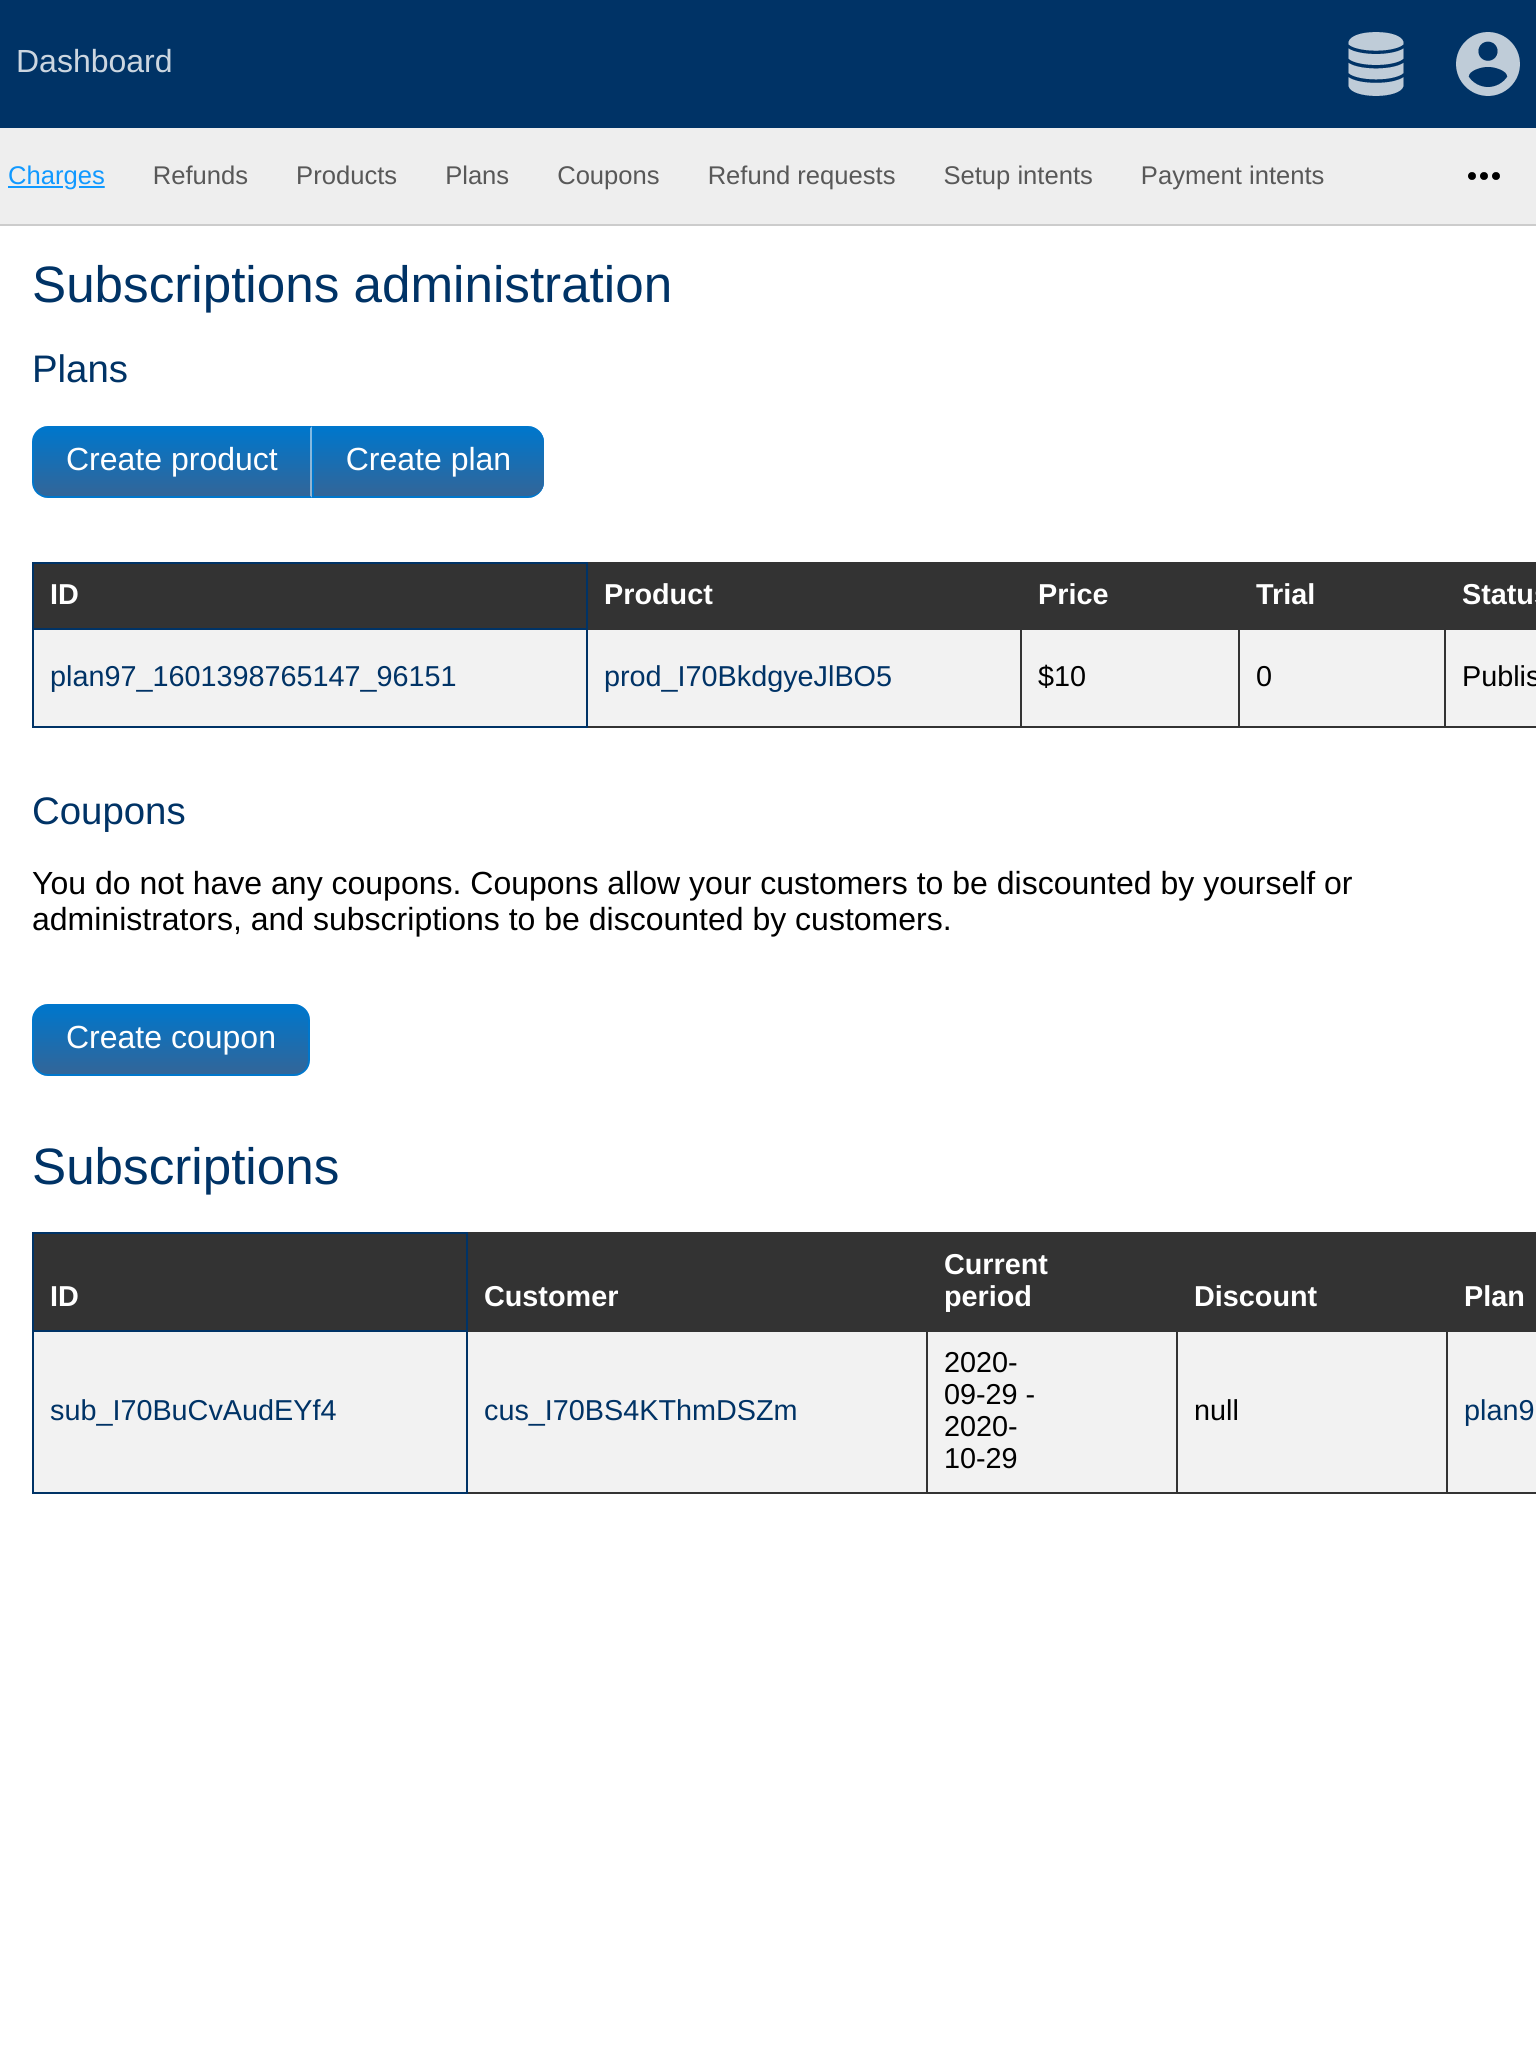 Dashboard
Charges Refunds Products Plans Coupons Refund requests Setup intents Payment intents
Subscriptions administration
Plans
Create product Create plan
ID Product Price Trial
plan97_1601398765147_96151 prod_I70BkdgyeJlBO5 $10 0
Coupons
You do not have any coupons. Coupons allow your customers to be discounted by yourself or
administrators, and subscriptions to be discounted by customers.
Create coupon
Subscriptions
Current
ID Customer period Discount Plan
2020-
09-29 -
sub_I70BuCvAudEYf4 cus_I70BS4KThmDSZm null plan9
2020-
10-29